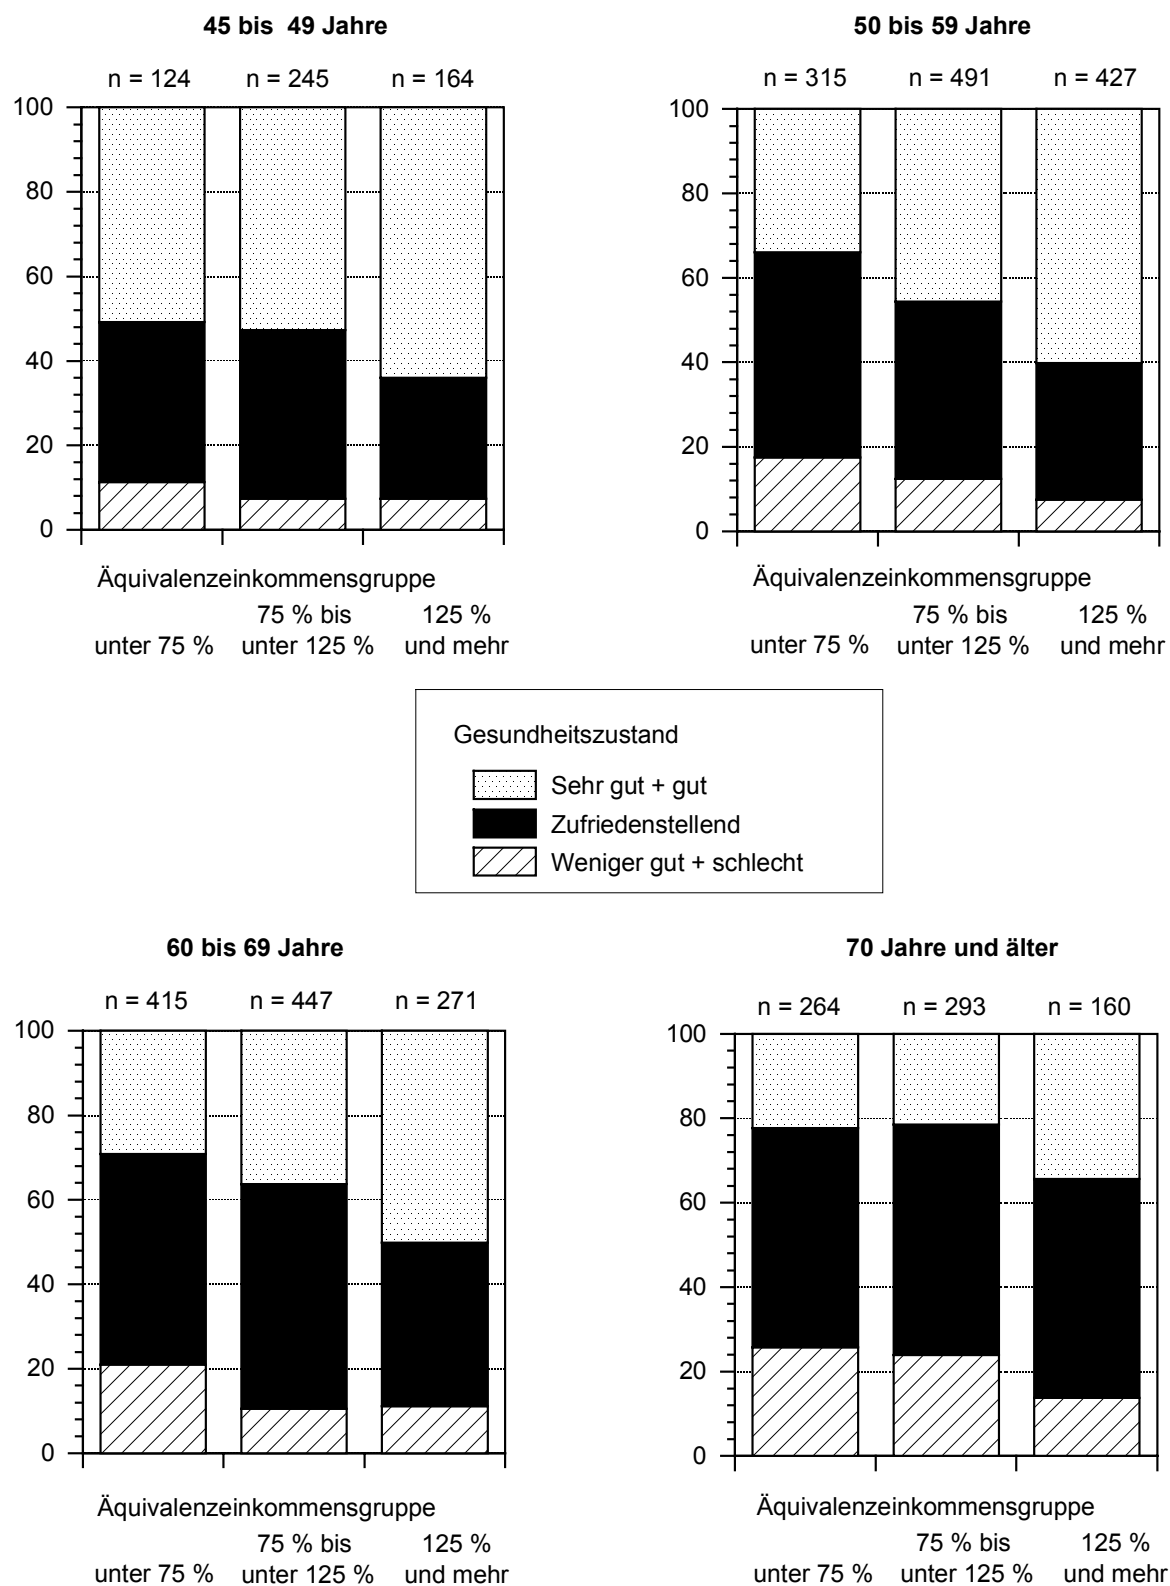 45 bis 49 Jahre
n = 124 n = 245 n = 164
100
80
60
40
20
0
Äquivalenzeinkommensgruppe
75 % bis 125 %
unter 75 % unter 125 % und mehr
50 bis 59 Jahre
n = 315 n = 491 n = 427
100
80
60
40
20
0
Äquivalenzeinkommensgruppe
75 % bis 125 %
unter 75 % unter 125 % und mehr
Gesundheitszustand
Sehr gut + gut
Zufriedenstellend
Weniger gut + schlecht
60 bis 69 Jahre
n = 415 n = 447 n = 271
100
80
60
40
20
0
Äquivalenzeinkommensgruppe
75 % bis 125 %
unter 75 % unter 125 % und mehr
70 Jahre und älter
n = 264 n = 293 n = 160
100
80
60
40
20
0
Äquivalenzeinkommensgruppe
75 % bis 125 %
unter 75 % unter 125 % und mehr